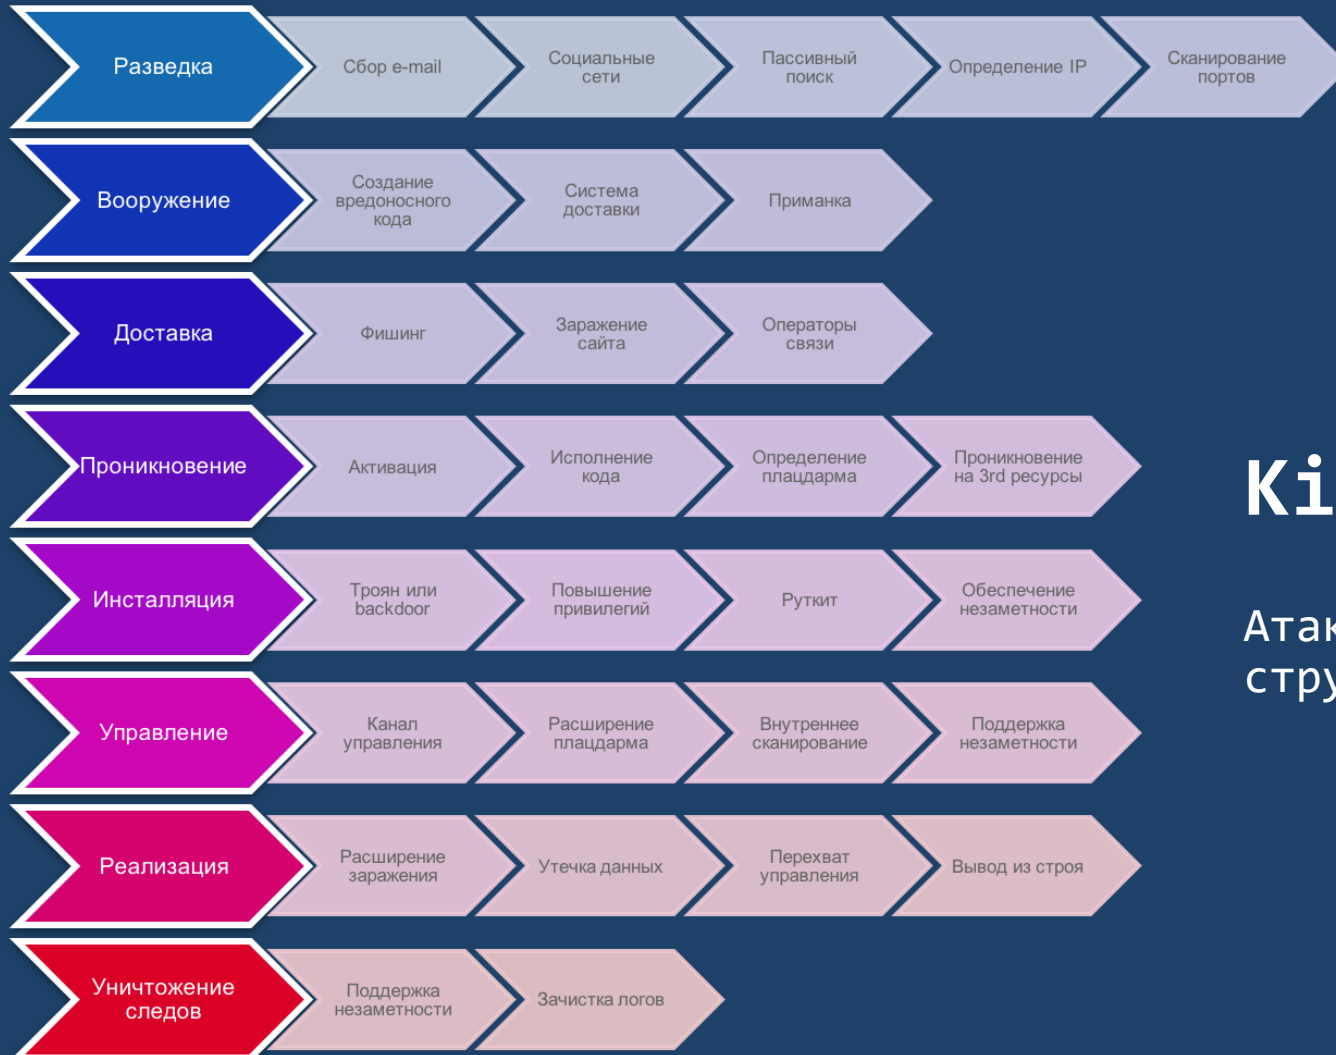 Разведка
Сбор e-mail
Социальные
сети
Пассивный
поиск
Определение IP
Сканирование
портов
Вооружение
Создание
вредоносного
кода
Система
доставки
Приманка
Доставка
Фишинг
Заражение
сайта
Операторы
связи
Проникновение
Активация
Исполнение
кода
Определение
плацдарма
Проникновение
на 3rd ресурсы
Инсталляция
Троян или
backdoor
Повышение
привилегий
Руткит
Обеспечение
незаметности
Управление
Канал
управления
Расширение
плацдарма
Внутреннее
сканирование
Поддержка
незаметности
Реализация
Расширение
заражения
Утечка данных
Перехват
управления
Вывод из строя
Уничтожение
следов
Поддержка
незаметности
Зачистка логов